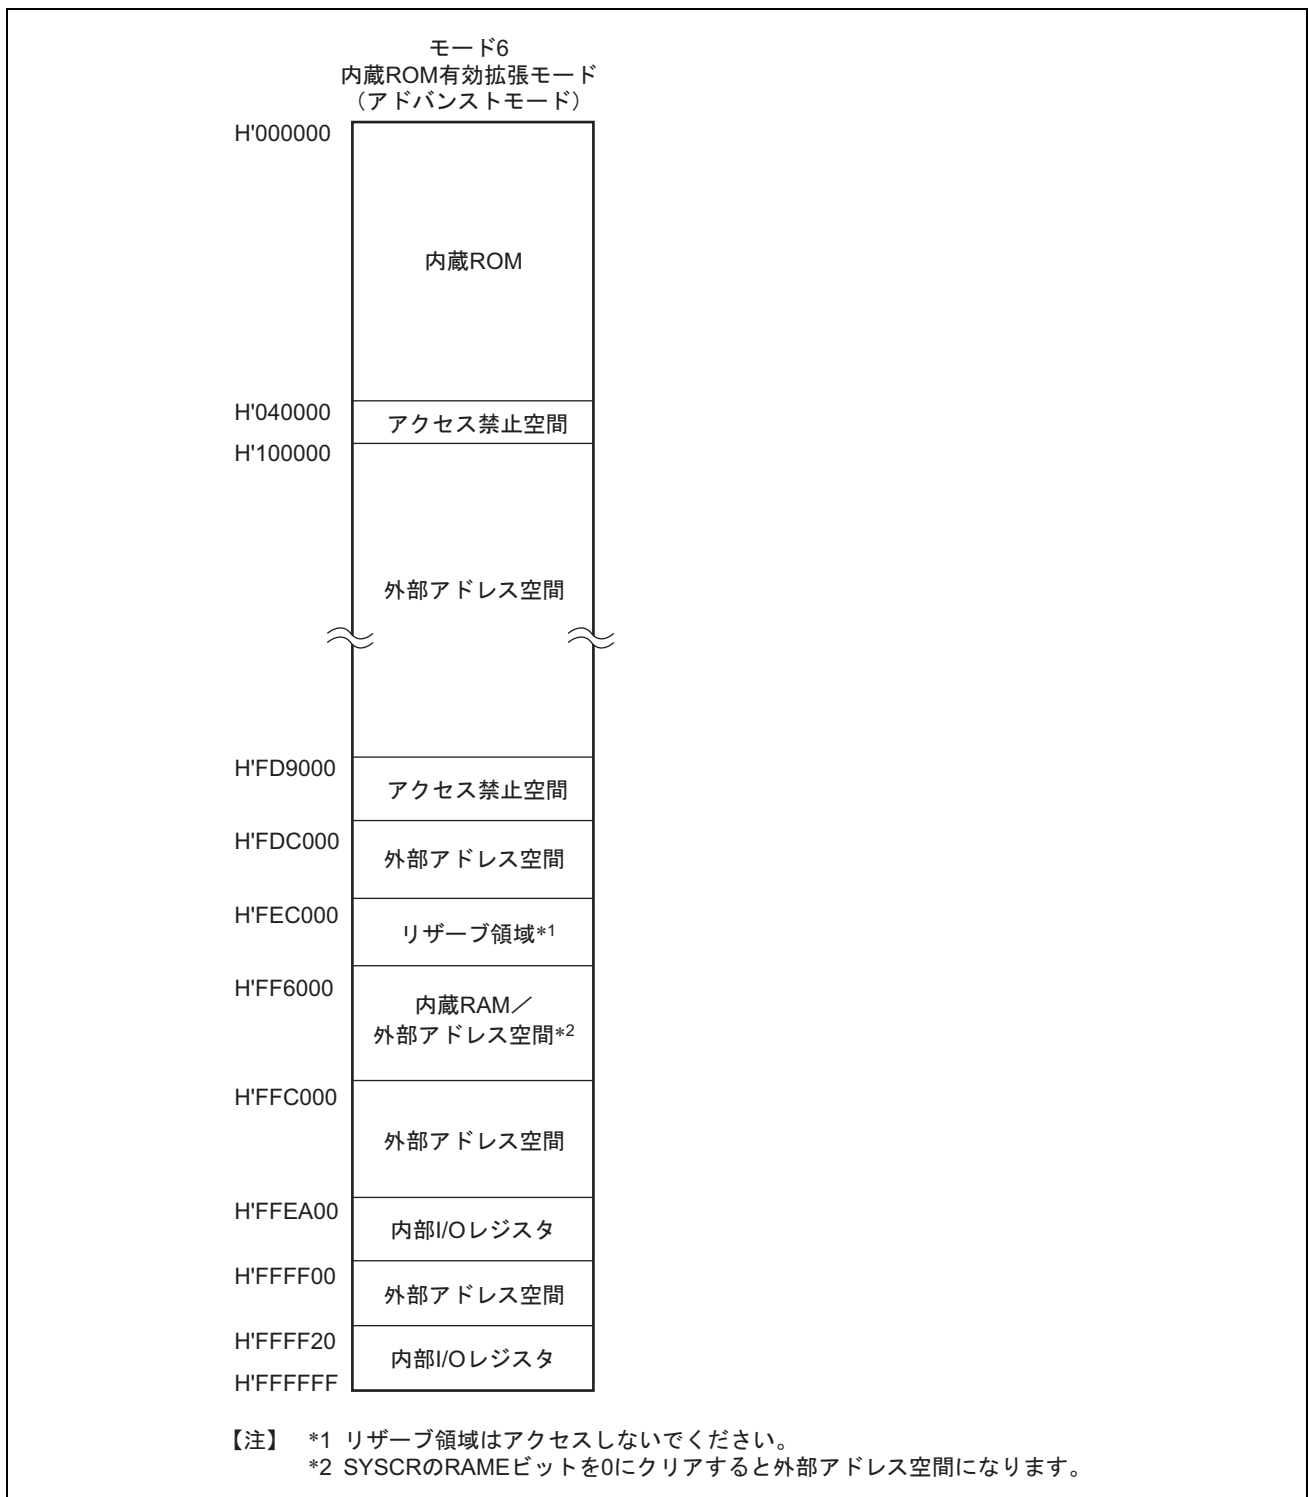 モード6
内蔵ROM有効拡張モード
（アドバンストモード）
H'000000
内蔵ROM
H'040000
アクセス禁止空間
H'100000
外部アドレス空間
H'FD9000
アクセス禁止空間
H'FDC000
外部アドレス空間
H'FEC000
リザーブ領域*1
H'FF6000
内蔵RAM／
外部アドレス空間*2
H'FFC000
外部アドレス空間
H'FFEA00
内部I/Oレジスタ
H'FFFF00
外部アドレス空間
H'FFFF20
内部I/Oレジスタ
H'FFFFFF
【注】 *1 リザーブ領域はアクセスしないでください。
*2 SYSCRのRAMEビットを0にクリアすると外部アドレス空間になります。